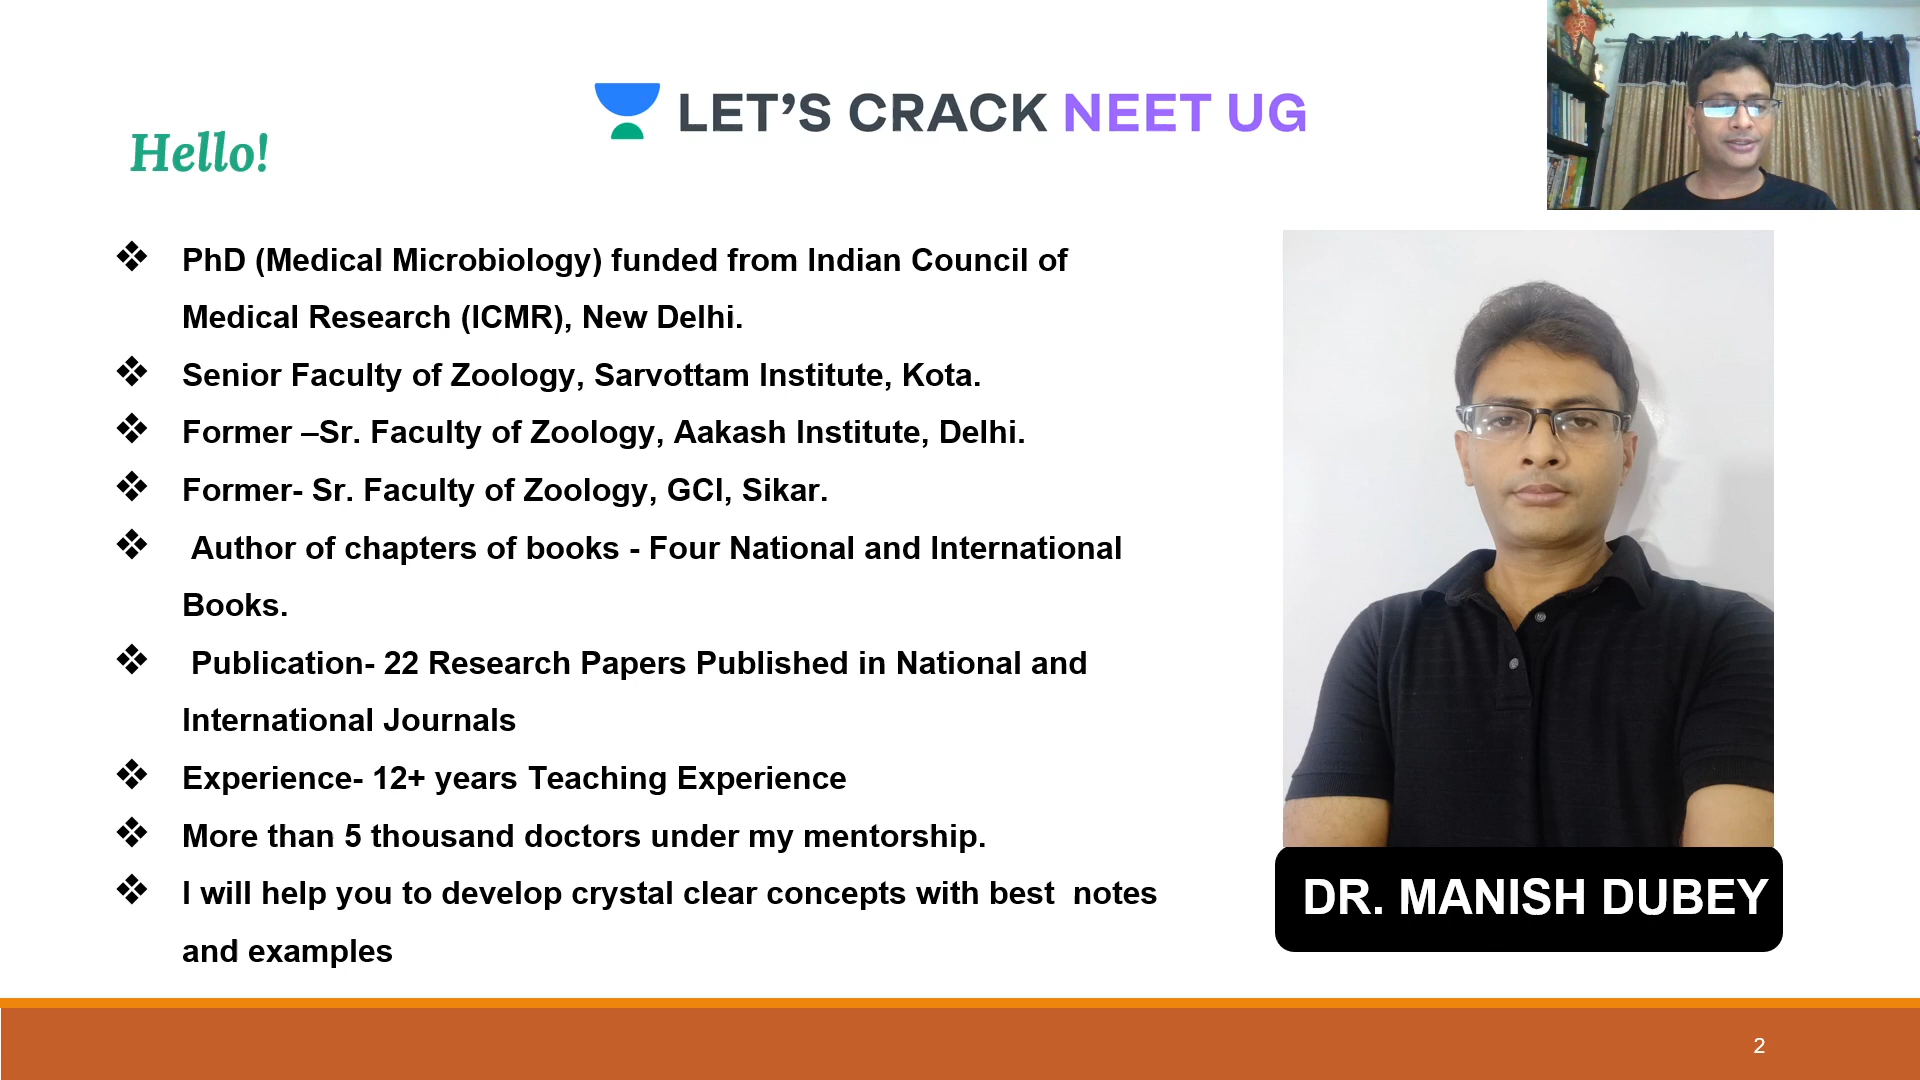 LET’S CRACK NEET UG
Hello!
❖ PhD (Medical Microbiology) funded from Indian Council of
Medical Research (ICMR), New Delhi.
❖ Senior Faculty of Zoology, Sarvottam Institute, Kota.
❖ Former –Sr. Faculty of Zoology, Aakash Institute, Delhi.
❖ Former- Sr. Faculty of Zoology, GCI, Sikar.
❖ Author of chapters of books - Four National and International
Books.
❖ Publication- 22 Research Papers Published in National and
International Journals
❖ Experience- 12+ years Teaching Experience
❖ More than 5 thousand doctors under my mentorship.
❖ I will help you to develop crystal clear concepts with best  notes
and examples
DR. MANISH DUBEY
2